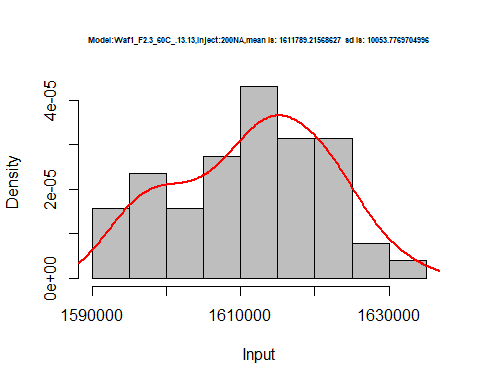 Model:Waf1_F2.3_60C_.13.13,Inject:200NA,mean is: 1611789.21568627  sd is: 10053.7769704996
4e-05
2e-05
0e+00
Density
1590000 1610000 1630000
Input